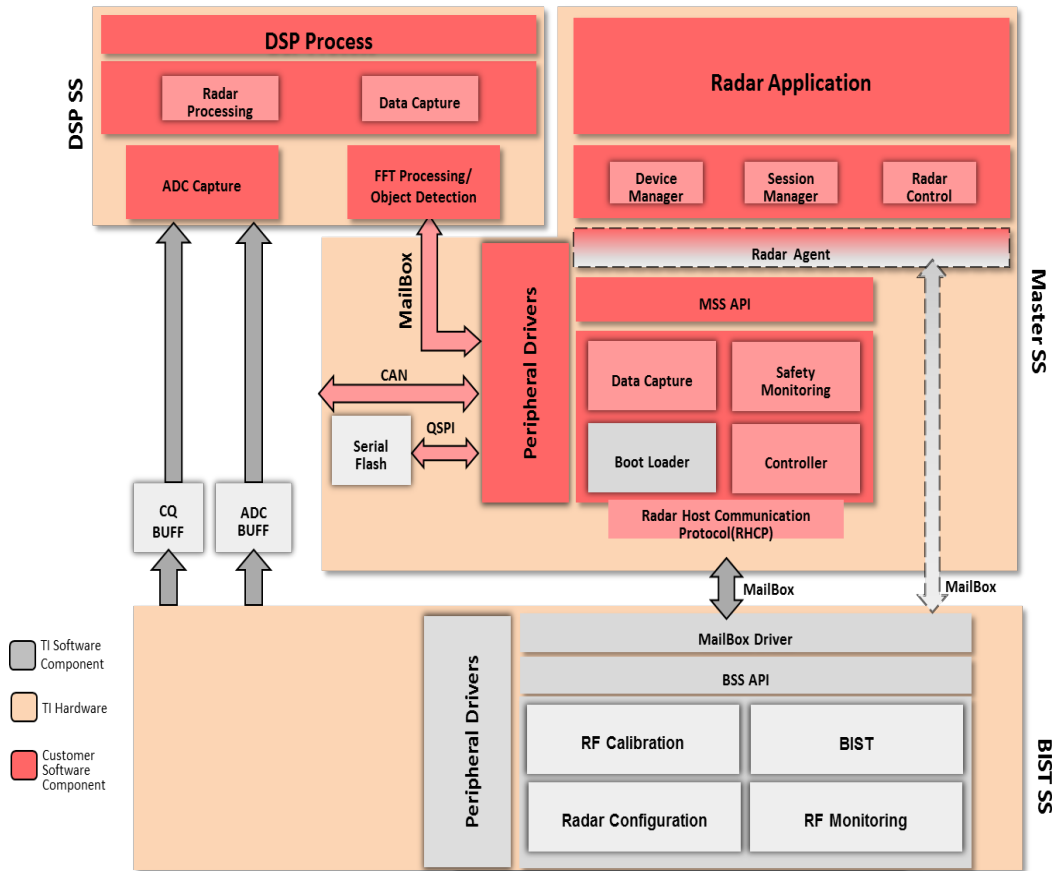 DSP SS
DSP Process
Radar
Processing
Data Capture
ADC Capture
FFT Processing/
Object Detection
Radar Application
Device
Manager
Session
Manager
Radar
Control
Radar Agent
Master SS
MSS API
Peripheral Drivers
MailBox
CAN
QSPI
Serial
Flash
Data Capture
Safety
Monitoring
Boot Loader
Controller
Radar Host Communication
Protocol(RHCP)
CQ
BUFF
ADC
BUFF
MailBox
MailBox
TI Software
Component
TI Hardware
Customer
Software
Component
Peripheral Drivers
MailBox Driver
BSS API
RF Calibration
BIST
Radar Configuration
RF Monitoring
BIST SS